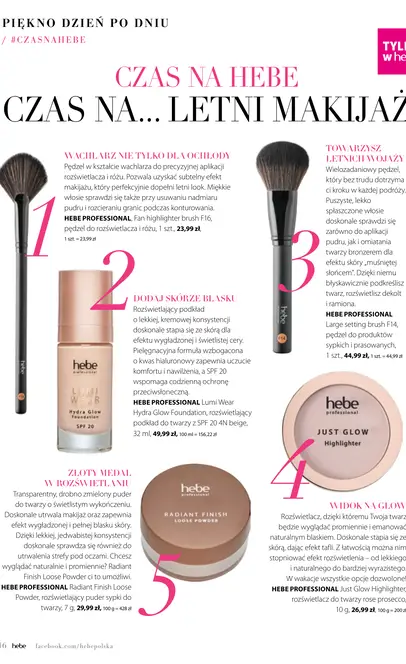 PIĘKNO DZIEŃ PO DNIU
/ #CZASNAHEBE
TYLK
w he
CZAS NA HEBE
CZAS NA... LETNI MAKIJAŻ
1
WACHLARZ NIE TYLKO DLA OCHŁODY
Pędzel w kształcie wachlarza do precyzyjnej aplikacji
rozświetlacza i różu. Pozwala uzyskać subtelny efekt
makijażu, który perfekcyjnie dopełni letni look. Miękkie
włosie sprawdzi się także przy usuwaniu nadmiaru
pudru i rozcieraniu granic podczas konturowania.
HEBE PROFESSIONAL, Fan highlighter brush F16,
pędzel do rozświetlacza i różu, 1 szt., 23,99 zł,
1 szt. = 23,99 zł
2
DODAJ SKÓRZE BLASKU
Rozświetlający podkład
o lekkiej, kremowej konsystencji
doskonale stapia się ze skórą dla
efektu wygładzonej i świetlistej cery.
Pielęgnacyjna formuła wzbogacona
o kwas hialuronowy zapewnia uczucie
komfortu i nawilżenia, a SPF 20
wspomaga codzienną ochronę
przeciwsłoneczną.
HEBE PROFESSIONAL Lumi Wear
Hydra Glow Foundation, rozświetlający
podkład do twarzy z SPF 20 4N beige,
32 ml, 49,99 zł, 100 ml = 156,22 zł
hebe
professional
LUMI
WEAR
Hydra Glow
Foundation
SPF 20
3
TOWARZYSZ
LETNICH WOJAŻY
Wielozadaniowy pędzel,
który bez trudu dotrzyma
ci kroku w każdej podróży.
Puszyste, lekko
spłaszczone włosie
doskonale sprawdzi się
zarówno do aplikacji
pudru, jak i omiatania
twarzy bronzerem dla
efektu skóry „muśniętej
słońcem”. Dzięki niemu
błyskawicznie podkreślisz
twarz, rozświetlisz dekolt
i ramiona.
HEBE PROFESSIONAL
Large setting brush F14,
pędzel do produktów
sypkich i prasowanych,
1 szt., 44,99 zł, 1 szt. = 44,99 zł
hebe
hebe
professional
JUST GLOW
Highlighter
4
WIDOK NA GLOW
Rozświetlacz, dzięki któremu Twoja twarz
będzie wyglądać promiennie i emanować
naturalnym blaskiem. Doskonale stapia się ze
skórą, dając efekt tafli. Z łatwością można nim
stopniować efekt rozświetlenia – od lekkiego
i naturalnego do bardziej wyrazistego.
W wakacje wszystkie opcje dozwolone!
HEBE PROFESSIONAL Just Glow Highlighter,
rozświetlacz do twarzy rose prosecco,
10 g, 26,99 zł, 100 g = 200 zł
ZŁOTY MEDAL
W ROZŚWIETLANIU
Transparentny, drobno zmielony puder
do twarzy o świetlistym wykończeniu.
Doskonale utrwala makijaż oraz zapewnia
efekt wygładzonej i pełnej blasku skóry.
Dzięki lekkiej, jedwabistej konsystencji
doskonale sprawdza się również do
utrwalenia strefy pod oczami. Chcesz
wyglądać naturalnie i promiennie? Radiant
Finish Loose Powder ci to umożliwi.
HEBE PROFESSIONAL Radiant Finish Loose
Powder, rozświetlający puder sypki do
twarzy, 7 g, 29,99 zł, 100 g = 428 zł
hebe
professional
RADIANT FINISH
LOOSE POWDER
5
16 hebe facebook.com/hebepolska